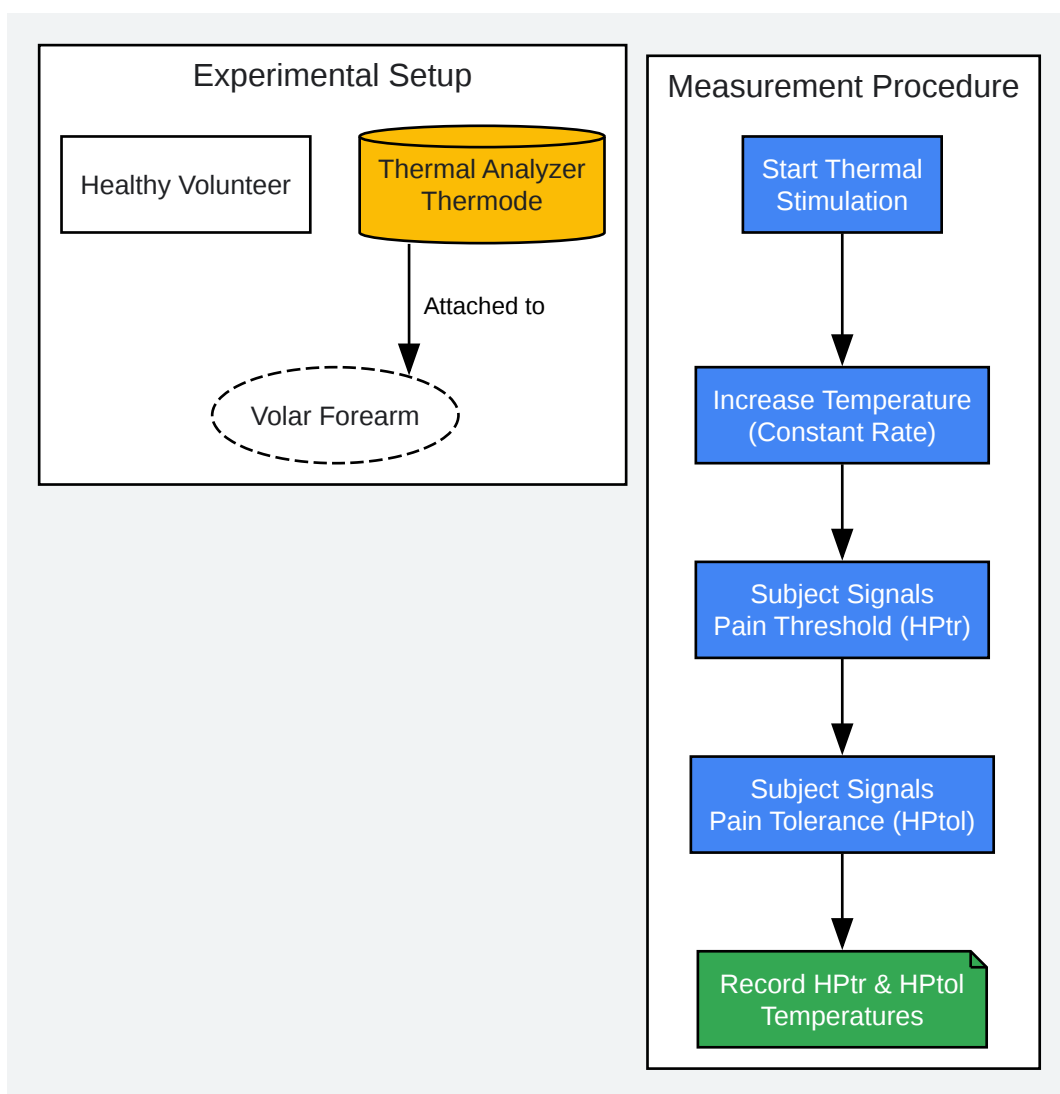 Experimental Setup
Healthy Volunteer
Thermal Analyzer
Thermode
Attached to
Volar Forearm
Measurement Procedure
Start Thermal
Stimulation
Increase Temperature
(Constant Rate)
Subject Signals
Pain Threshold (HPtr)
Subject Signals
Pain Tolerance (HPtol)
Record HPtr & HPtol
Temperatures